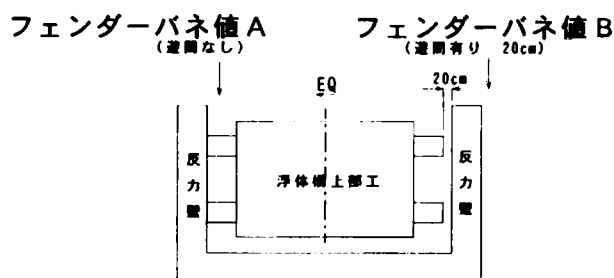 フェンダーバネ値A
(遊間なし)
フェンダーバネ値B
(遊間有り 20cm)
EQ
20cm
反力壁
浮体橋上部工
反力壁